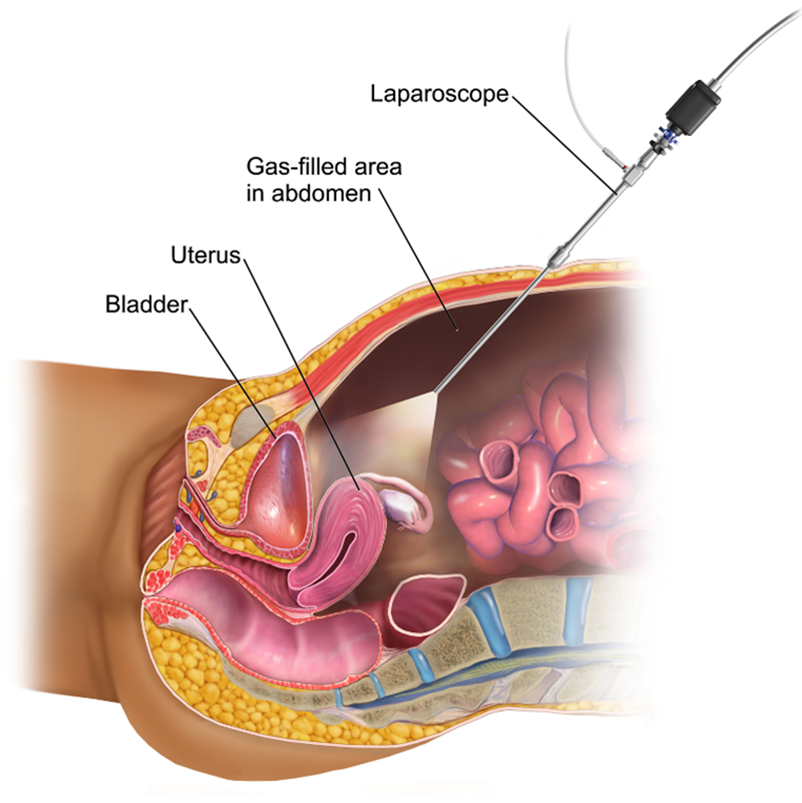 Laparoscope
Gas-filled area
in abdomen
Uterus
Bladder